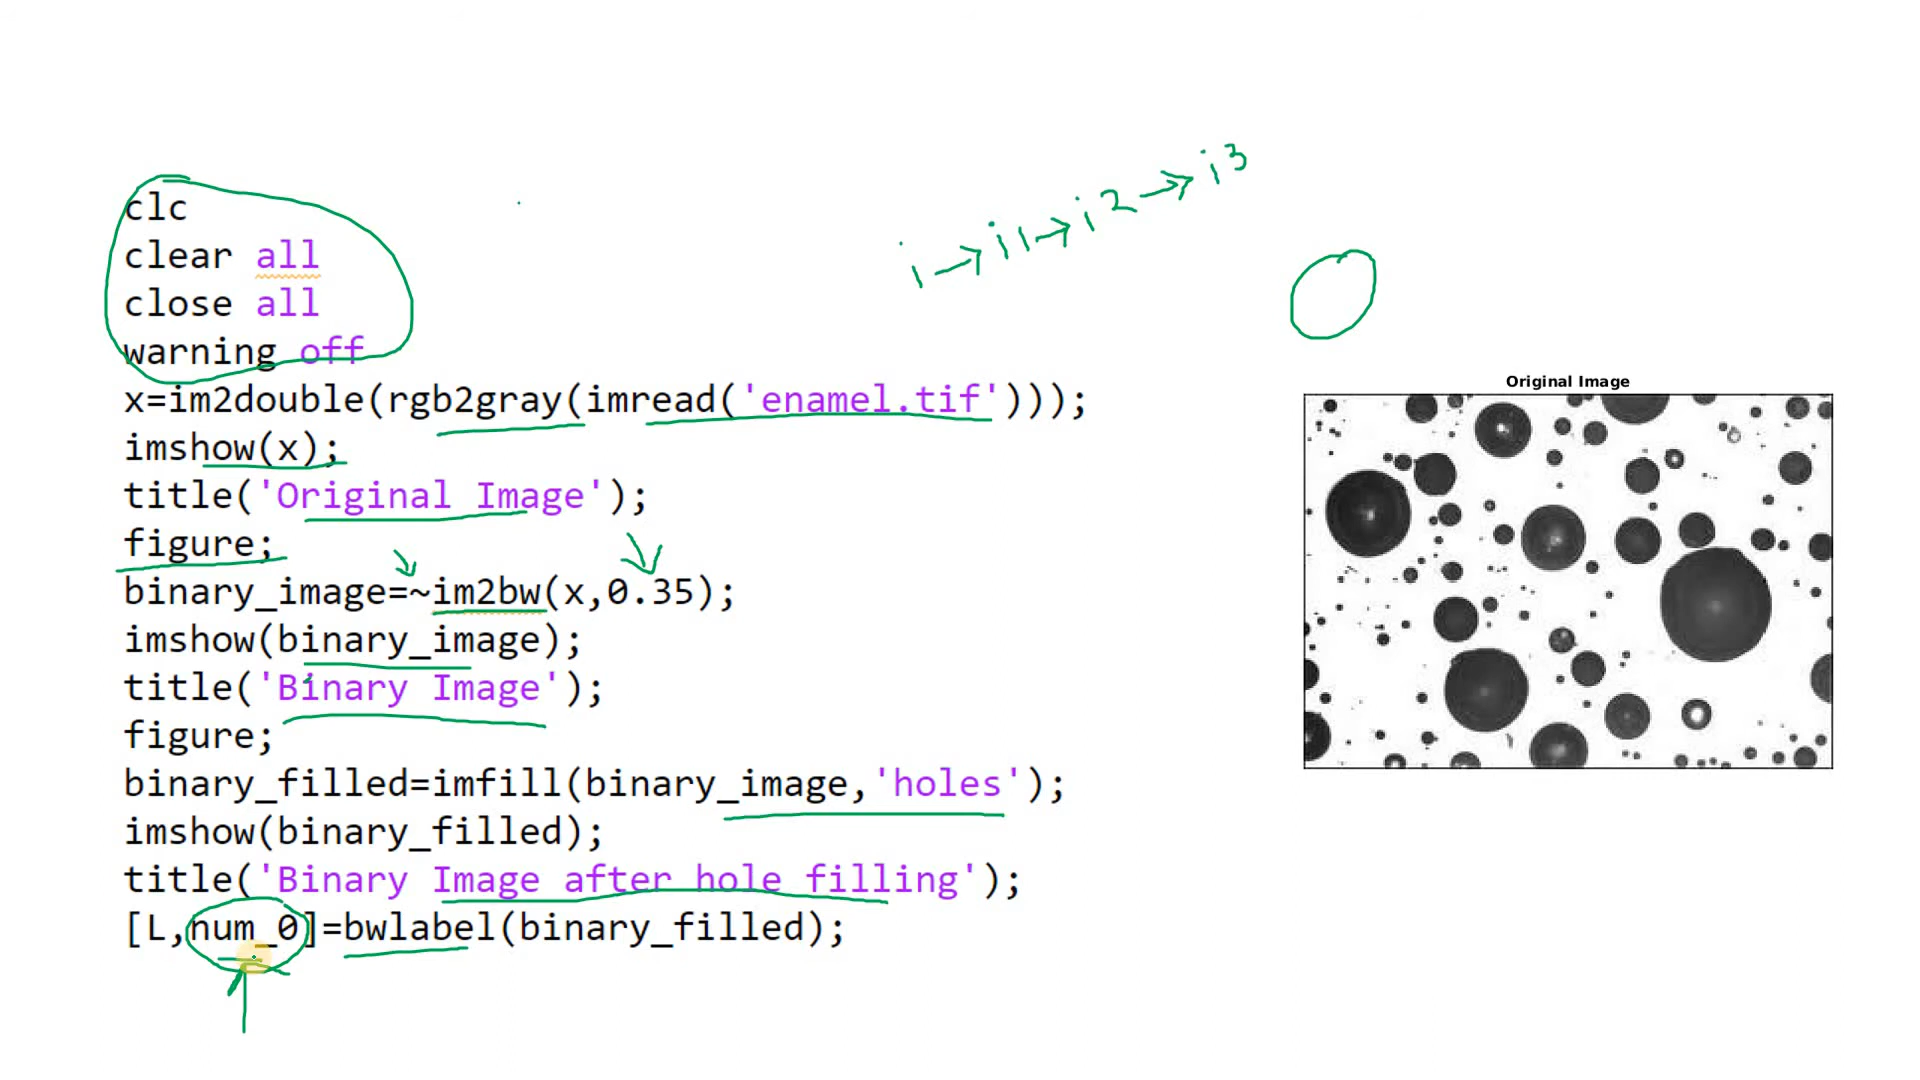 clc
clear all
close all
warning off
x=im2double(rgb2gray(imread('enamel.tif')));
imshow(x);
title('Original Image');
figure;
binary_image=~im2bw(x,0.35);
imshow(binary_image);
title('Binary Image');
figure;
binary_filled=imfill(binary_image,'holes');
imshow(binary_filled);
title('Binary Image after hole filling');
[L,num_0]=bwlabel(binary_filled);
i→i1→i2→i3
Original Image